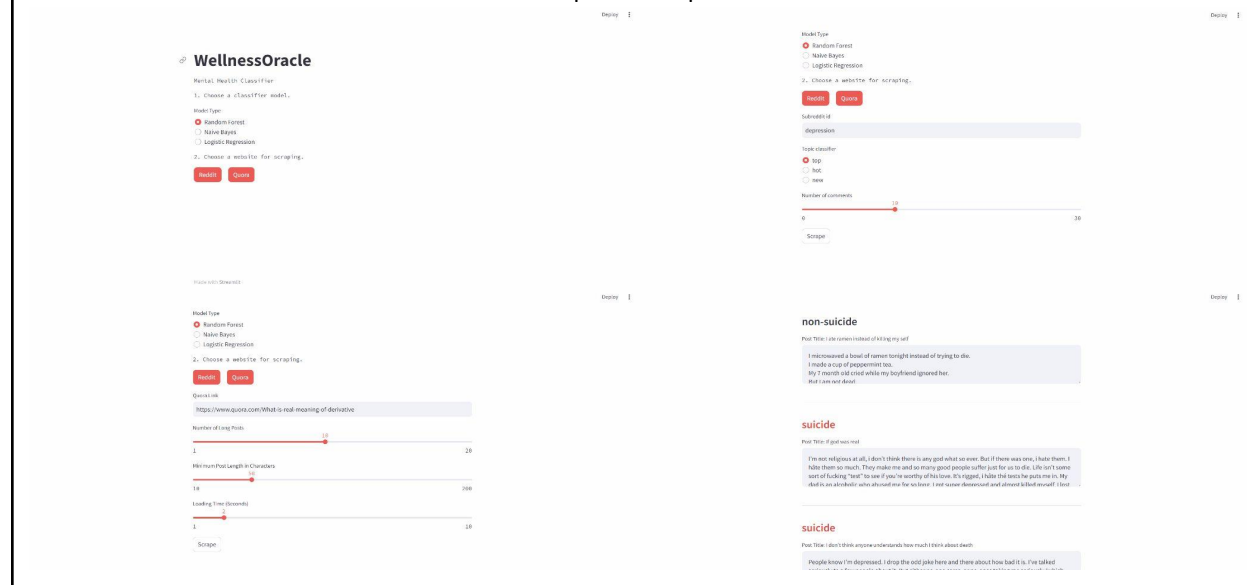 Deploy
WellnessOracle
Mental Health Classifier
1. Choose a classifier model.
Model Type
Random Forest
Naive Bayes
Logistic Regression
2. Choose a website for scraping.
Reddit Quora
Made with Streamlit
Deploy
Model Type
Random Forest
Naive Bayes
Logistic Regression
2. Choose a website for scraping.
Reddit Quora
Subreddit id
depression
Topic classifier
top
hot
new
Number of comments
10
0 30
Scrape
Deploy
Model Type
Random Forest
Naive Bayes
Logistic Regression
2. Choose a website for scraping.
Reddit Quora
Quora Link
https://www.quora.com/What-is-real-meaning-of-derivative
Number of Long Posts
10
1 20
Minimum Post Length in Characters
50
10 200
Loading Time (Seconds)
2
1 10
Scrape
Deploy
non-suicide
Post Title: I ate ramen instead of killing my self
I microwaved a bowl of ramen tonight instead of trying to die.
I made a cup of peppermint tea.
My 7 month old cried while my boyfriend ignored her.
But I am not dead
suicide
Post Title: If god was real
I'm not religious at all, I don't think there is any god what so ever. But if there was one, I hate them. I
hate them so much. They make me and so many good people suffer just for us to die. Life isn't some
sort of fucking "test" to see if you're worthy of his love. It's rigged, I hate the tests he puts me in. My
dad is an alcoholic who abused me for so long. I got super depressed and almost killed myself. I lost
suicide
Post Title: I don't think anyone understands how much I think about death
People know I'm depressed. I drop the odd joke here and there about how bad it is. I've talked